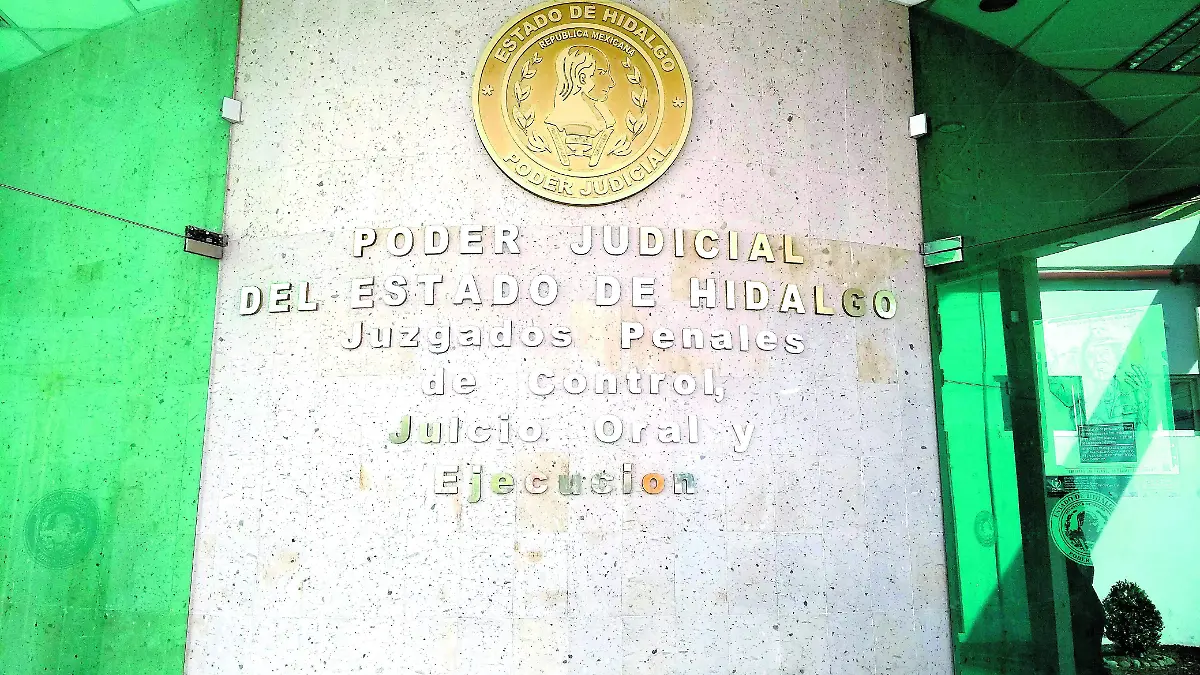 ESTADO DE HIDALGO
REPUBLICA MEXICANA
PODER JUDICIAL
PODER JUDICIAL
DEL ESTADO DE HIDALGO
Juzgados Penales
de Control,
Juicio Oral y
Ejecucion